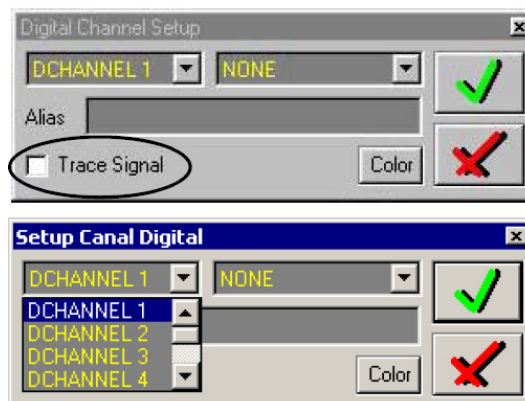 Digital Channel Setup
DCHANNEL 1 NONE
Alias
Trace Signal Color
Setup Canal Digital
DCHANNEL 1 NONE
DCHANNEL 1
DCHANNEL 2
DCHANNEL 3
DCHANNEL 4
Color